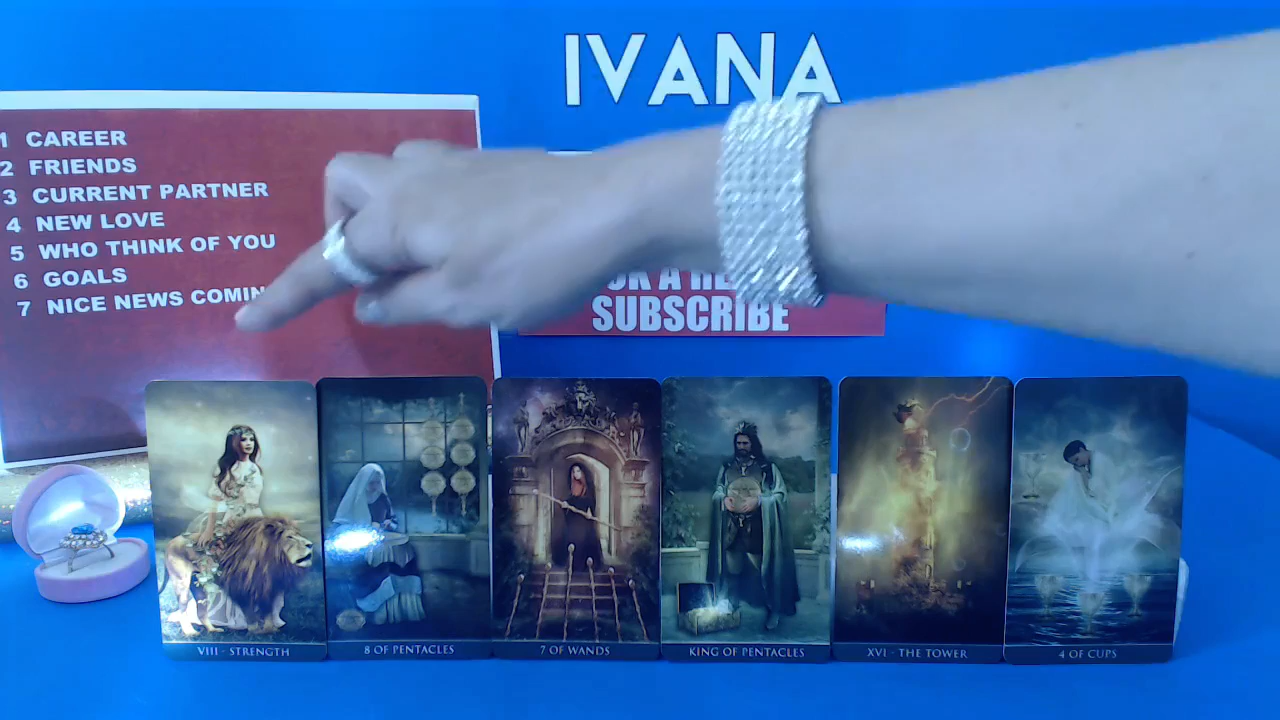 IVANA
1 CAREER
2 FRIENDS
3 CURRENT PARTNER
4 NEW LOVE
5 WHO THINK OF YOU
6 GOALS
7 NICE NEWS
A
SUBSCRIBE
VIII - STRENGTH
8 OF PENTACLES
7 OF WANDS
KING OF PENTACLES
XVI - THE TOWER
4 OF CUPS